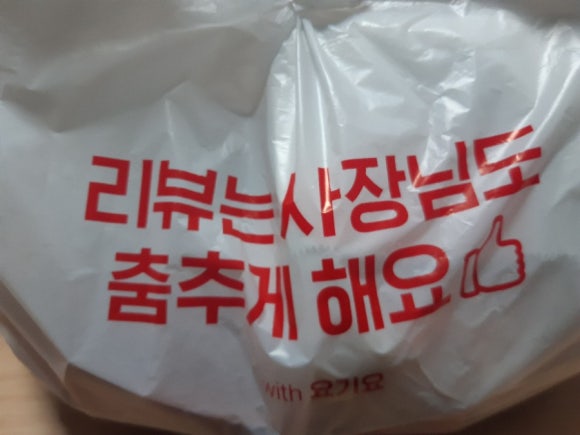 리뷰는 사장님도
춤추게 해요
with 요기요